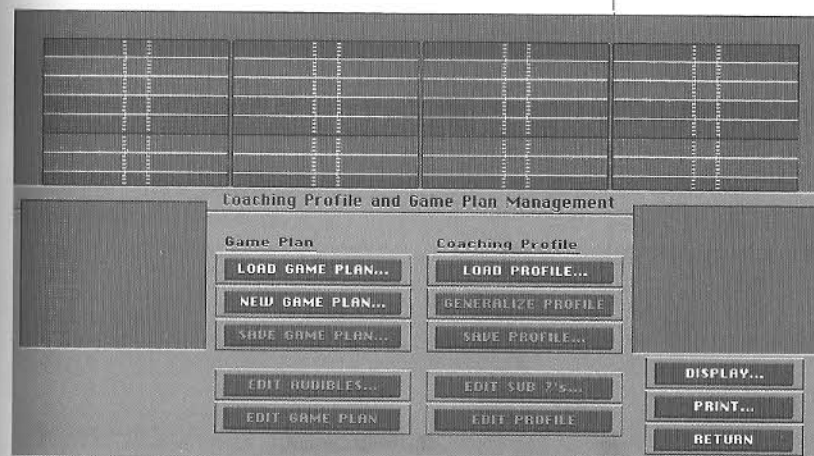 Coaching Profile and Game Plan Management
Game Plan
LOAD GAME PLAN...
NEW GAME PLAN...
SAVE GAME PLAN...
EDIT AUDIBLES...
EDIT GAME PLAN
Coaching Profile
LOAD PROFILE...
GENERALIZE PROFILE
SAVE PROFILE...
EDIT SUB 7's...
EDIT PROFILE
DISPLAY...
PRINT...
RETURN